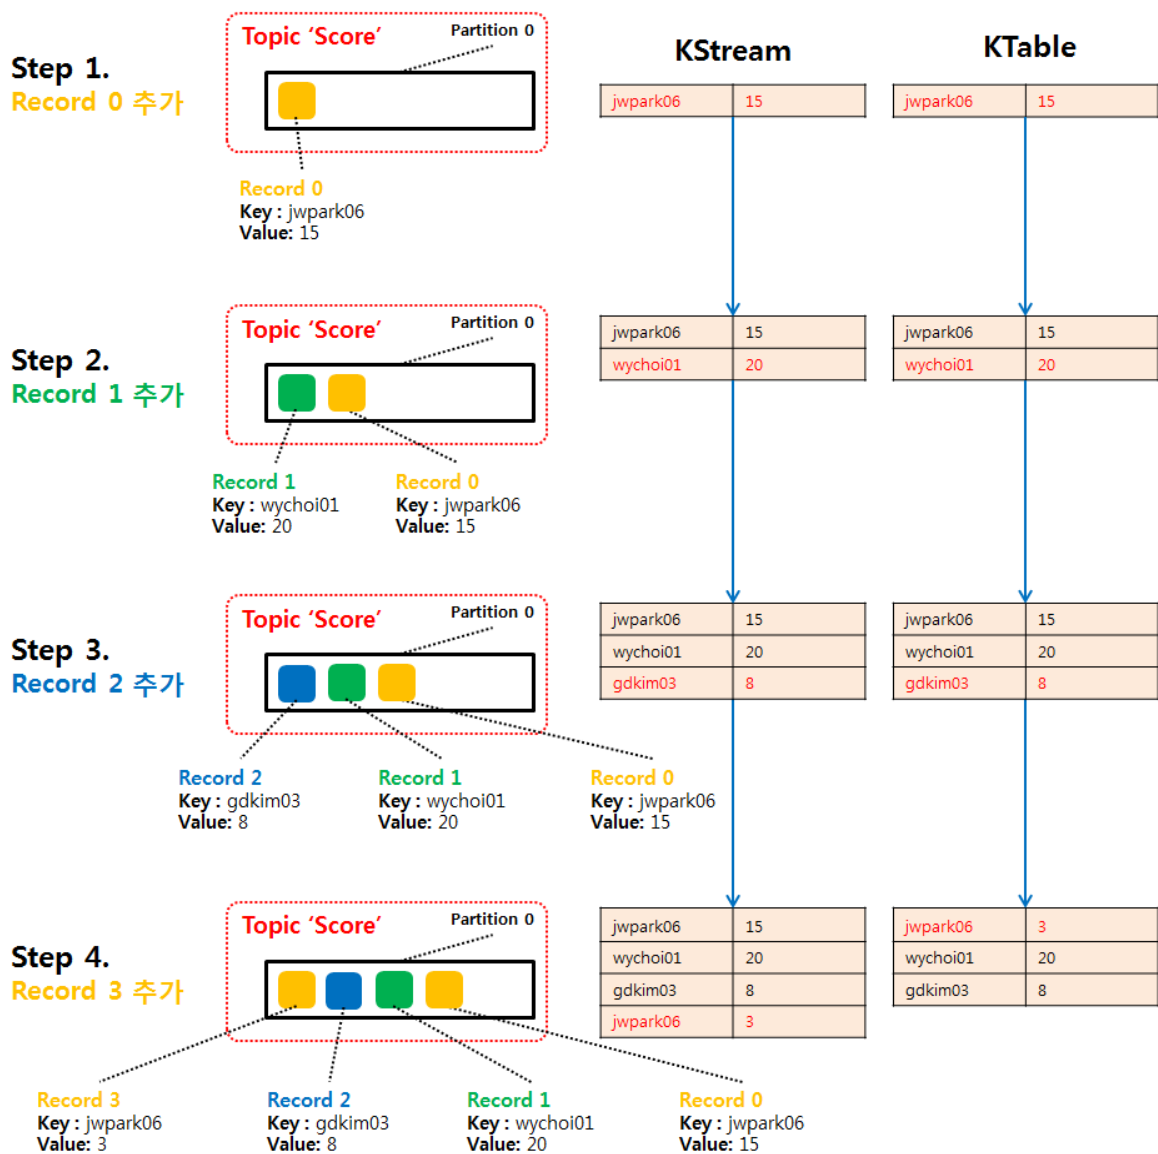 KStream
KTable
Step 1.
Record 0 추가
Topic ‘Score’
Partition 0
Record 0
Key : jwpark06
Value: 15
jwpark06 15
jwpark06 15
Step 2.
Record 1 추가
Topic ‘Score’
Partition 0
Record 1
Key : wychoi01
Value: 20
Record 0
Key : jwpark06
Value: 15
jwpark06 15
wychoi01 20
jwpark06 15
wychoi01 20
Step 3.
Record 2 추가
Topic ‘Score’
Partition 0
Record 2
Key : gdkim03
Value: 8
Record 1
Key : wychoi01
Value: 20
Record 0
Key : jwpark06
Value: 15
jwpark06 15
wychoi01 20
gdkim03 8
jwpark06 15
wychoi01 20
gdkim03 8
Step 4.
Record 3 추가
Topic ‘Score’
Partition 0
Record 3
Key : jwpark06
Value: 3
Record 2
Key : gdkim03
Value: 8
Record 1
Key : wychoi01
Value: 20
Record 0
Key : jwpark06
Value: 15
jwpark06 15
wychoi01 20
gdkim03 8
jwpark06 3
jwpark06 3
wychoi01 20
gdkim03 8